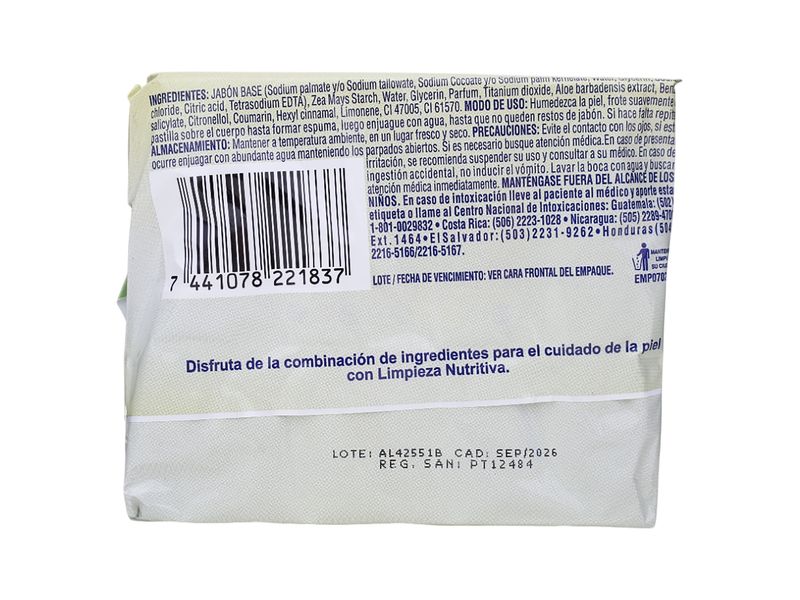 INGREDIENTES: JABÓN BASE (Sodium palmate y/o Sodium tallowate, Sodium Cocoate y/o Sodium palm kernelate, Water, Glycerin,
chloride, Citric acid, Tetrasodium EDTA), Zea Mays Starch, Water, Glycerin, Parfum, Titanium dioxide, Aloe barbadensis extract,
salicylate, Citronellol, Coumarin, Hexyl cinnamal, Limonene, CI 47005, CI 61570. MODO DE USO: Humedezca la piel, frote suavemente
pastilla sobre el cuerpo hasta formar espuma, luego enjuague con agua, hasta que no queden restos de jabón. Si hace falta
ALMACENAMIENTO: Mantener a temperatura ambiente, en un lugar fresco y seco. PRECAUCIONES: Evite el contacto con los ojos, si
ocurre enjuagar con abundante agua manteniendo los parpados abiertos. Si es necesario busque atención médica. En caso de
irritación, se recomienda suspender su uso y consultar a su médico. En caso de
ingestión accidental, no inducir el vómito. Lavar la boca con agua y buscar
atención médica inmediatamente. MANTÉNGASE FUERA DEL ALCANCE DE LOS
NIÑOS. En caso de intoxicación lleve al paciente al médico y aporte esta
etiqueta o llame al Centro Nacional de Intoxicaciones: Guatemala: (502)
1-801-0029832 • Costa Rica: (506) 2223-1028 • Nicaragua: (505) 2289-470
Ext. 1464 • El Salvador: (503) 2231-9262 • Honduras (504
2216-5166/2216-5167.
7 441078 221837
LOTE / FECHA DE VENCIMIENTO: VER CARA FRONTAL DEL EMPAQUE.
MANTEN
LIMPIA
SU CIU
EMP070
Disfruta de la combinación de ingredientes para el cuidado de la piel
con Limpieza Nutritiva.
LOTE: AL42551B CAD: SEP/2026
REG. SAN: PT12484